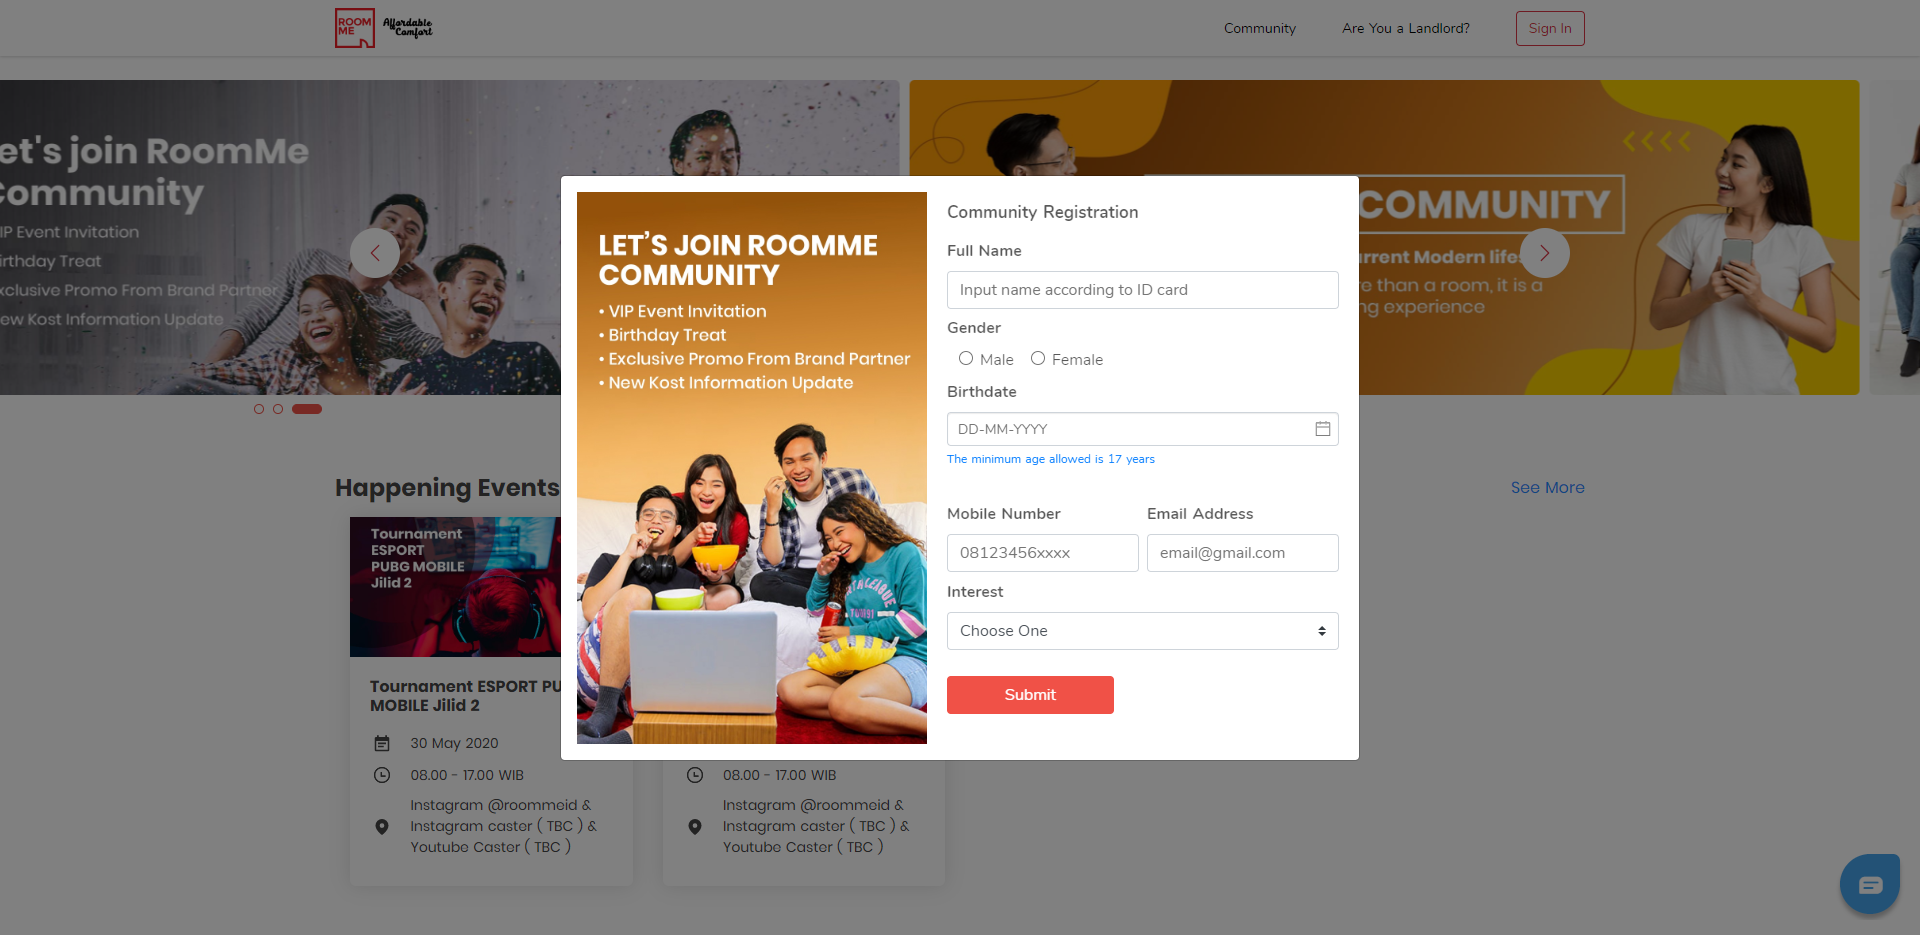 ROOM
ME
Affordable
Comfort
Community
Are You a Landlord?
Sign In
et's join RoomMe
Community
IP Event Invitation
irthday Treat
xclusive Promo From Brand Partner
ew Kost Information Update
COMMUNITY
rrent Modern lifes
re than a room, it is a
ng experience
LET'S JOIN ROOMME
COMMUNITY
• VIP Event Invitation
• Birthday Treat
• Exclusive Promo From Brand Partner
• New Kost Information Update
Community Registration
Full Name
Input name according to ID card
Gender
Male
Female
Birthdate
DD-MM-YYYY
The minimum age allowed is 17 years
Mobile Number
Email Address
08123456xxxx
email@gmail.com
Interest
Choose One
Submit
Happening Events
See More
Tournament
ESPORT
PUBG MOBILE
Jilid 2
Tournament ESPORT PU
MOBILE Jilid 2
30 May 2020
08.00 - 17.00 WIB
Instagram @roommeid &
Instagram caster ( TBC ) &
Youtube Caster ( TBC )
08.00 - 17.00 WIB
Instagram @roommeid &
Instagram caster ( TBC ) &
Youtube Caster ( TBC )